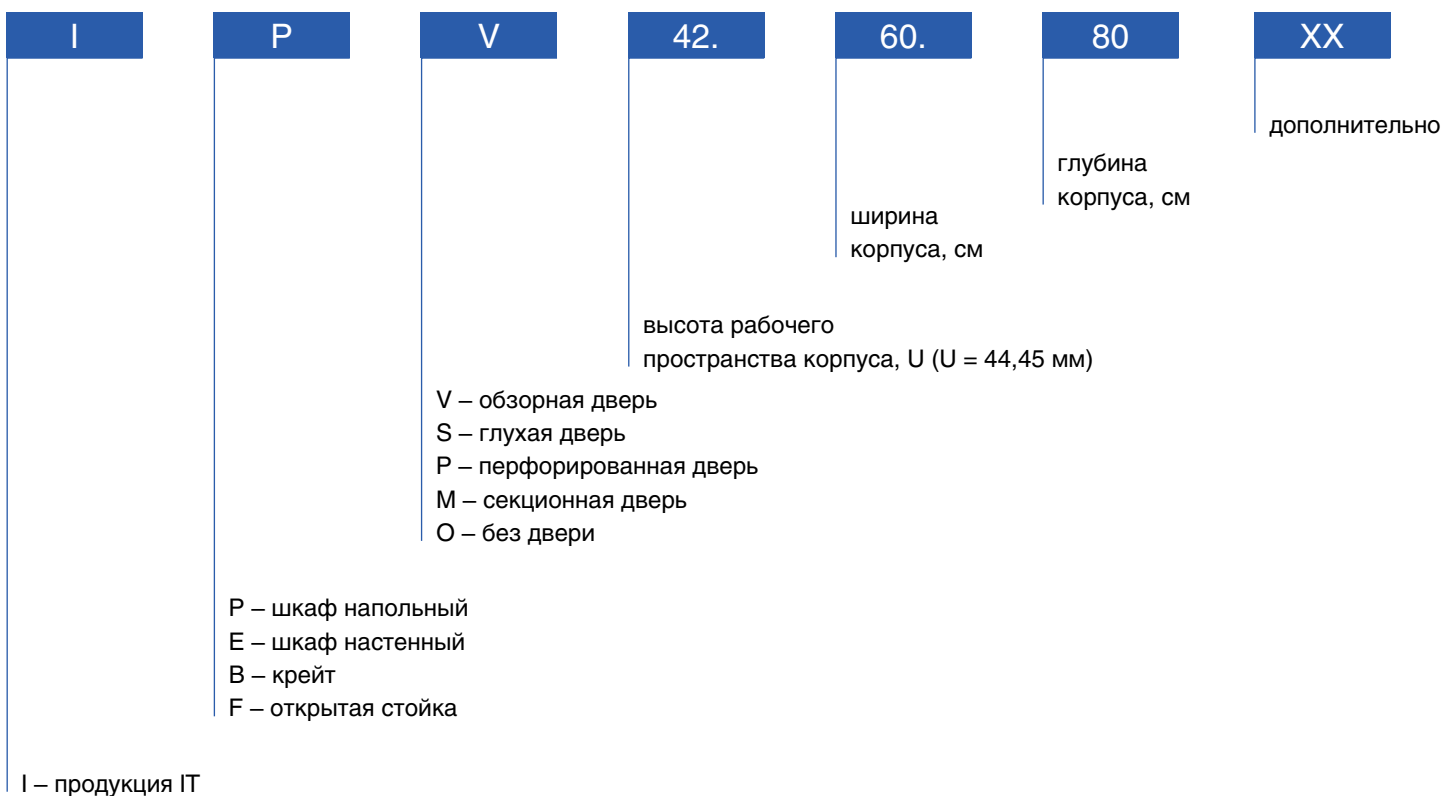 I P V 42. 60. 80 XX
дополнительно
глубина
корпуса, см
ширина
корпуса, см
высота рабочего
пространства корпуса, U (U = 44,45 мм)
V – обзорная дверь
S – глухая дверь
P – перфорированная дверь
M – секционная дверь
O – без двери
P – шкаф напольный
E – шкаф настенный
B – крейт
F – открытая стойка
I – продукция IT